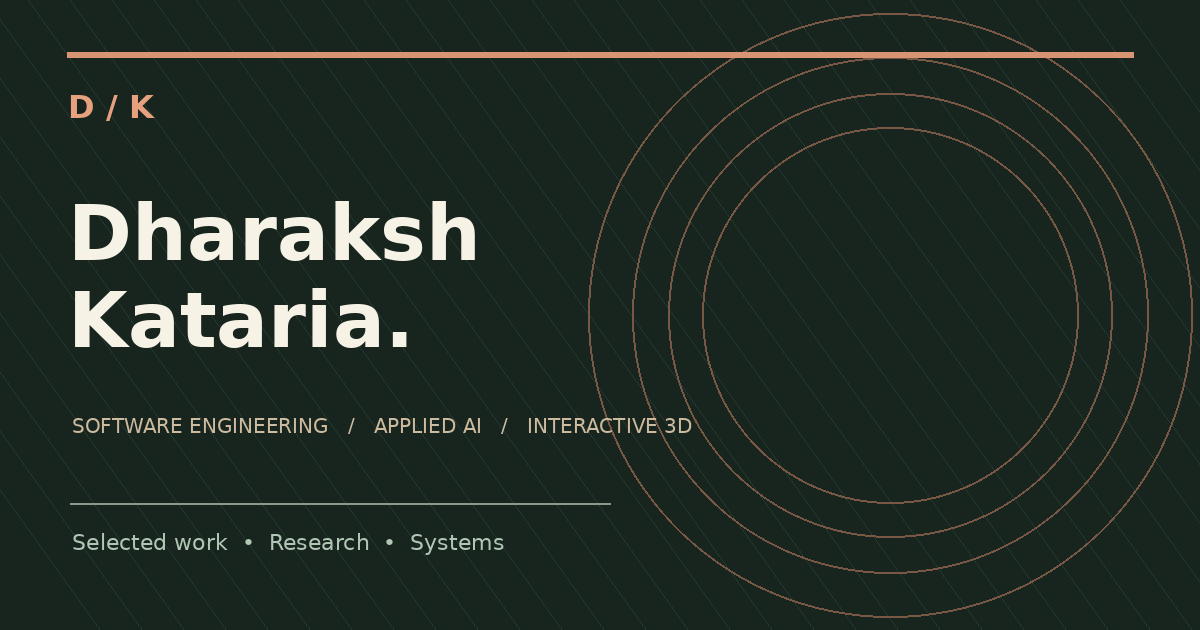 D / K
Dharaksh
Kataria.
SOFTWARE ENGINEERING / APPLIED AI / INTERACTIVE 3D
Selected work • Research • Systems